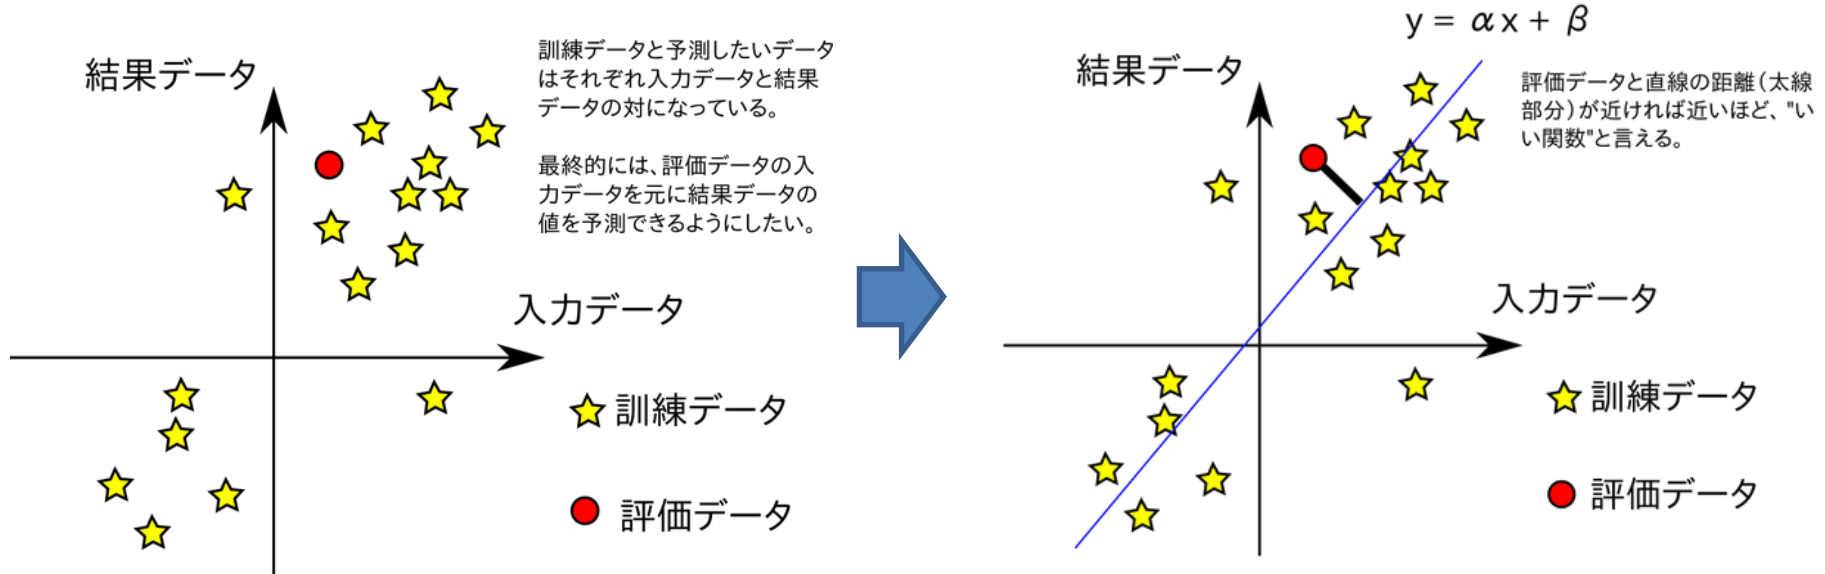 結果データ
訓練データと予測したいデータ
はそれぞれ入力データと結果
データの対になっている。
最終的には、評価データの入
力データを元に結果データの
値を予測できるようにしたい。
入力データ
訓練データ
評価データ
y = αx + β
結果データ
評価データと直線の距離(太線
部分)が近ければ近いほど、"い
い関数"と言える。
入力データ
訓練データ
評価データ